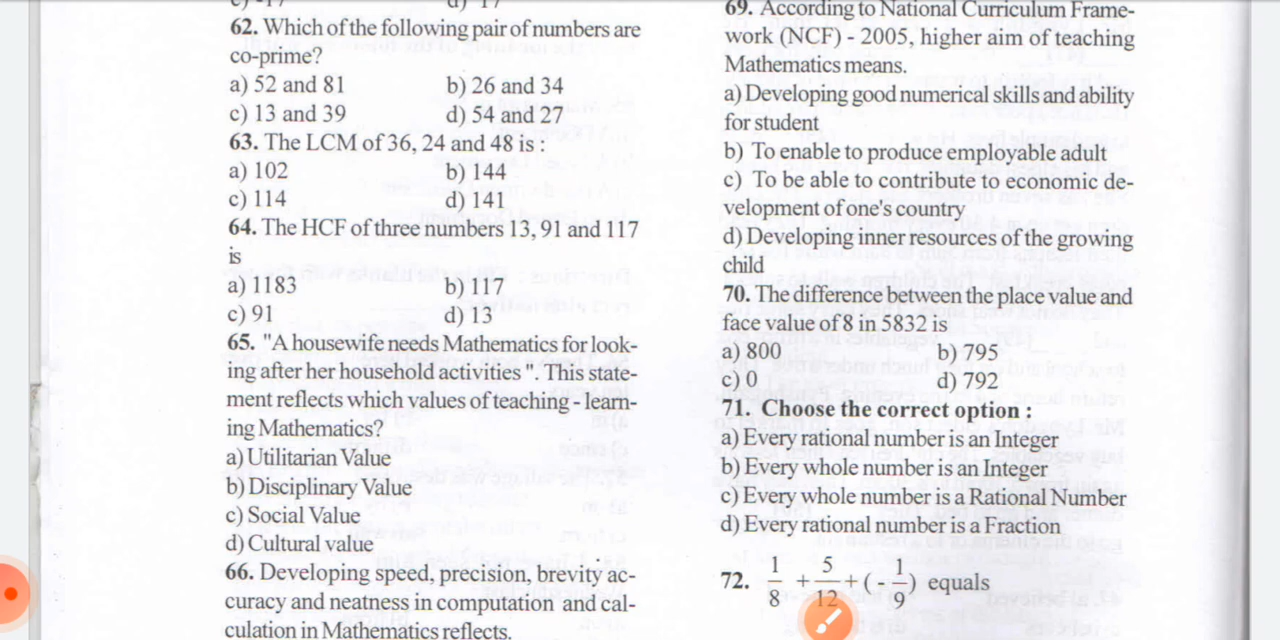 62. Which of the following pair of numbers are
co-prime?
a) 52 and 81 b) 26 and 34
c) 13 and 39 d) 54 and 27
63. The LCM of 36, 24 and 48 is :
a) 102 b) 144
c) 114 d) 141
64. The HCF of three numbers 13, 91 and 117
is
a) 1183 b) 117
c) 91 d) 13
65. "A housewife needs Mathematics for look-
ing after her household activities ". This state-
ment reflects which values of teaching - learn-
ing Mathematics?
a) Utilitarian Value
b) Disciplinary Value
c) Social Value
d) Cultural value
66. Developing speed, precision, brevity ac-
curacy and neatness in computation and cal-
culation in Mathematics reflects.
69. According to National Curriculum Frame-
work (NCF) - 2005, higher aim of teaching
Mathematics means.
a) Developing good numerical skills and ability
for student
b) To enable to produce employable adult
c) To be able to contribute to economic de-
velopment of one's country
d) Developing inner resources of the growing
child
70. The difference between the place value and
face value of 8 in 5832 is
a) 800 b) 795
c) 0 d) 792
71. Choose the correct option :
a) Every rational number is an Integer
b) Every whole number is an Integer
c) Every whole number is a Rational Number
d) Every rational number is a Fraction
72. 1/8 + 5/12 + (- 1/9) equals